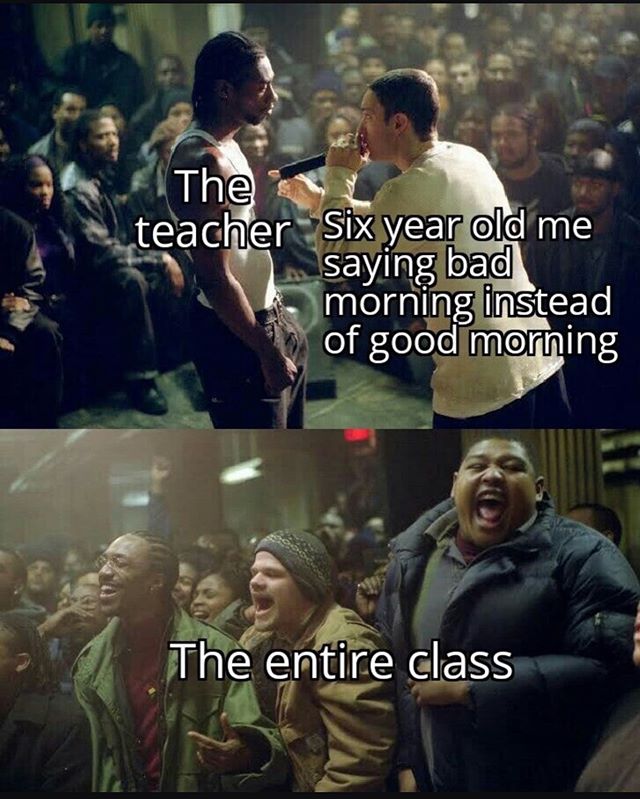 The
teacher
Six year old me
saying bad
morning instead
of good morning
The entire class